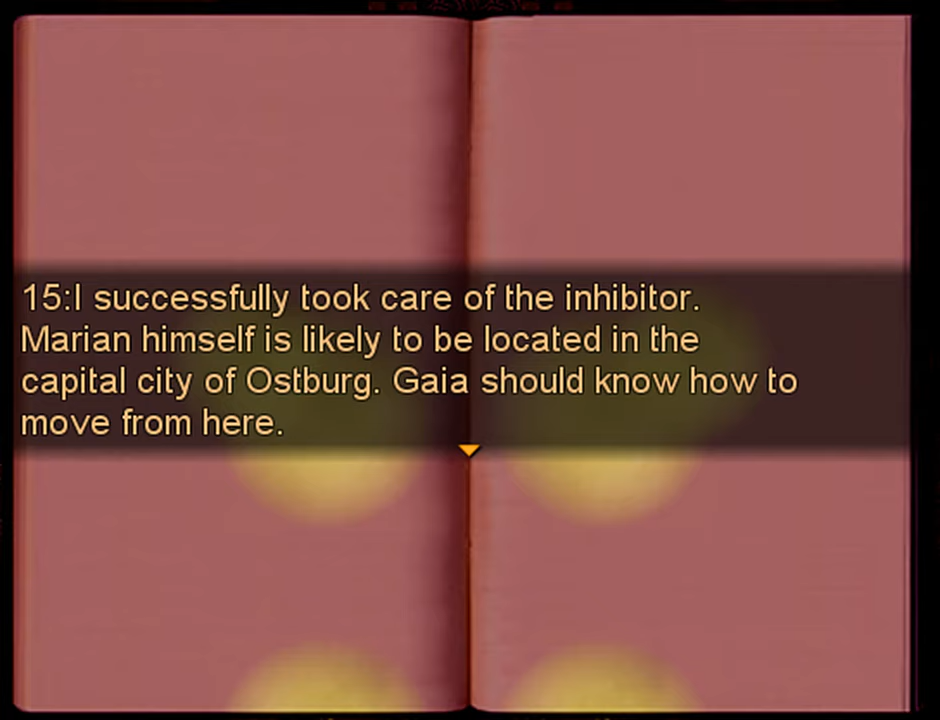 15:I successfully took care of the inhibitor.
Marian himself is likely to be located in the
capital city of Ostburg. Gaia should know how to
move from here.